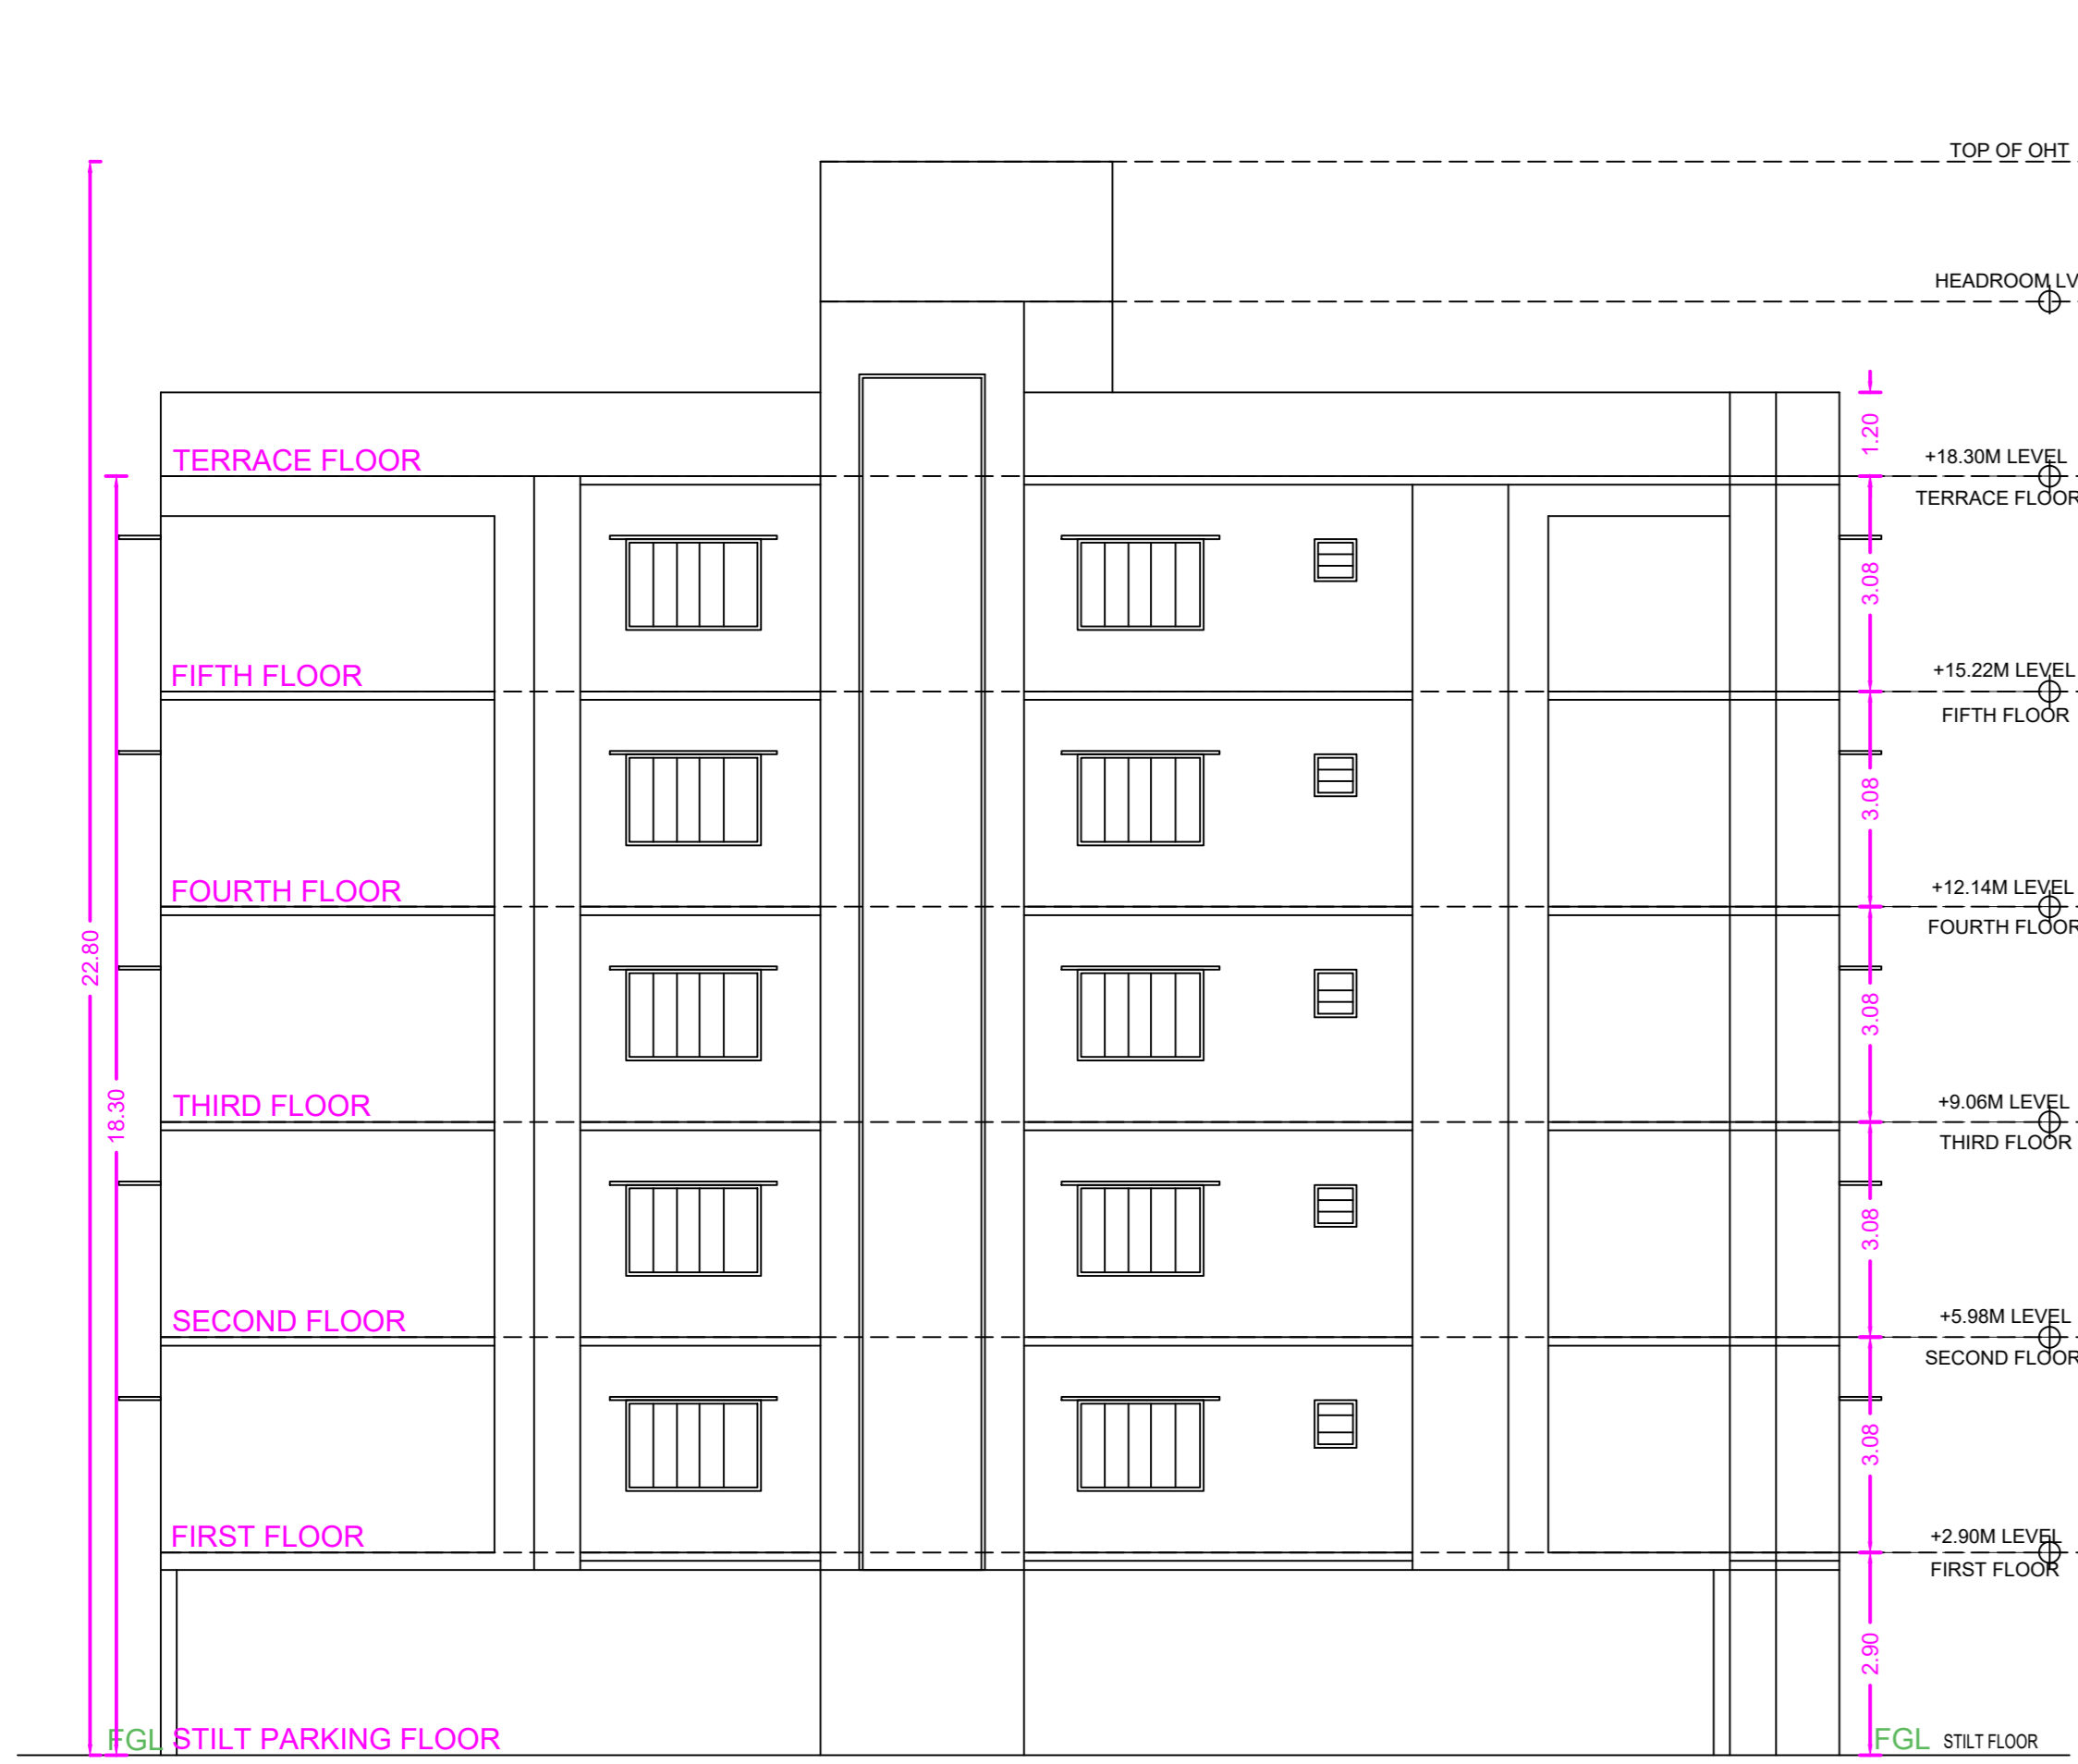 TOP OF OHT
HEADROOM LV
1.20
TERRACE FLOOR
+18.30M LEVEL
TERRACE FLOOR
3.08
FIFTH FLOOR
+15.22M LEVEL
FIFTH FLOOR
3.08
FOURTH FLOOR
+12.14M LEVEL
FOURTH FLOOR
22.80
3.08
18.30
THIRD FLOOR
+9.06M LEVEL
THIRD FLOOR
3.08
SECOND FLOOR
+5.98M LEVEL
SECOND FLOOR
3.08
FIRST FLOOR
+2.90M LEVEL
FIRST FLOOR
2.90
FGL STILT PARKING FLOOR
FGL STILT FLOOR